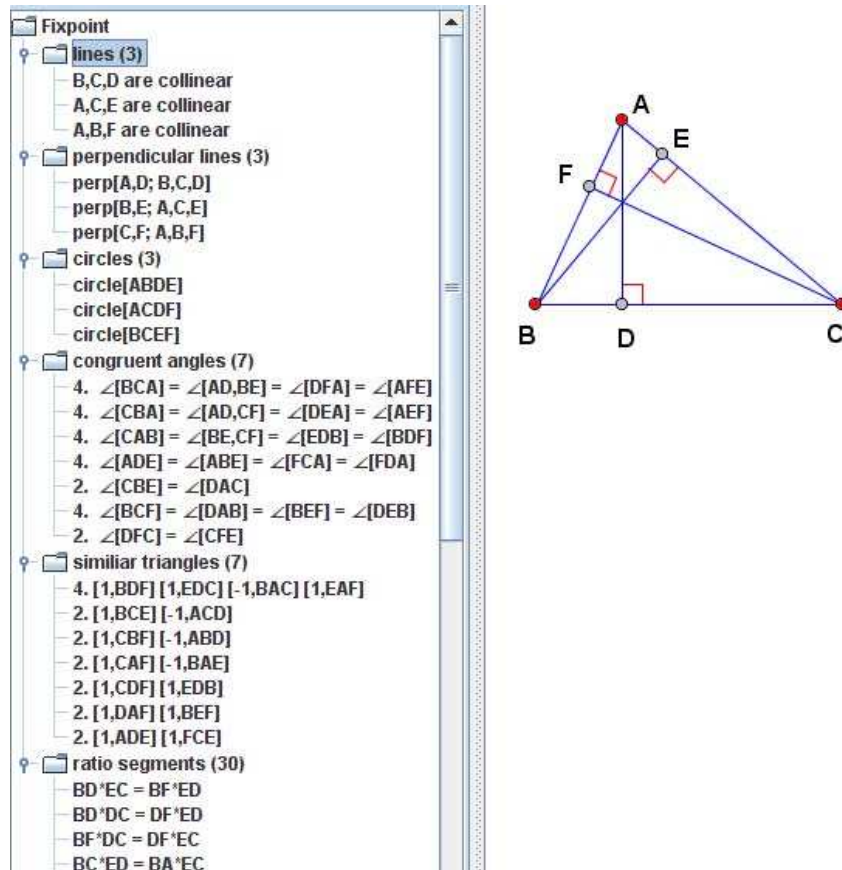 Fixpoint
lines (3)
B,C,D are collinear
A,C,E are collinear
A,B,F are collinear
perpendicular lines (3)
perp[A,D; B,C,D]
perp[B,E; A,C,E]
perp[C,F; A,B,F]
circles (3)
circle[ABDE]
circle[ACDF]
circle[BCEF]
congruent angles (7)
4. ∠[BCA] = ∠[AD,BE] = ∠[DFA] = ∠[AFE]
4. ∠[CBA] = ∠[AD,CF] = ∠[DEA] = ∠[AEF]
4. ∠[CAB] = ∠[BE,CF] = ∠[EDB] = ∠[BDF]
4. ∠[ADE] = ∠[ABE] = ∠[FCA] = ∠[FDA]
2. ∠[CBE] = ∠[DAC]
4. ∠[BCF] = ∠[DAB] = ∠[BEF] = ∠[DEB]
2. ∠[DFC] = ∠[CFE]
similiar triangles (7)
4. [1,BDF] [1,EDC] [-1,BAC] [1,EAF]
2. [1,BCE] [-1,ACD]
2. [1,CBF] [-1,ABD]
2. [1,CAF] [-1,BAE]
2. [1,CDF] [1,EDB]
2. [1,DAF] [1,BEF]
2. [1,ADE] [1,FCE]
ratio segments (30)
BD*EC = BF*ED
BD*DC = DF*ED
BF*DC = DF*EC
BC*ED = BA*EC
A
E
F
B
D
C